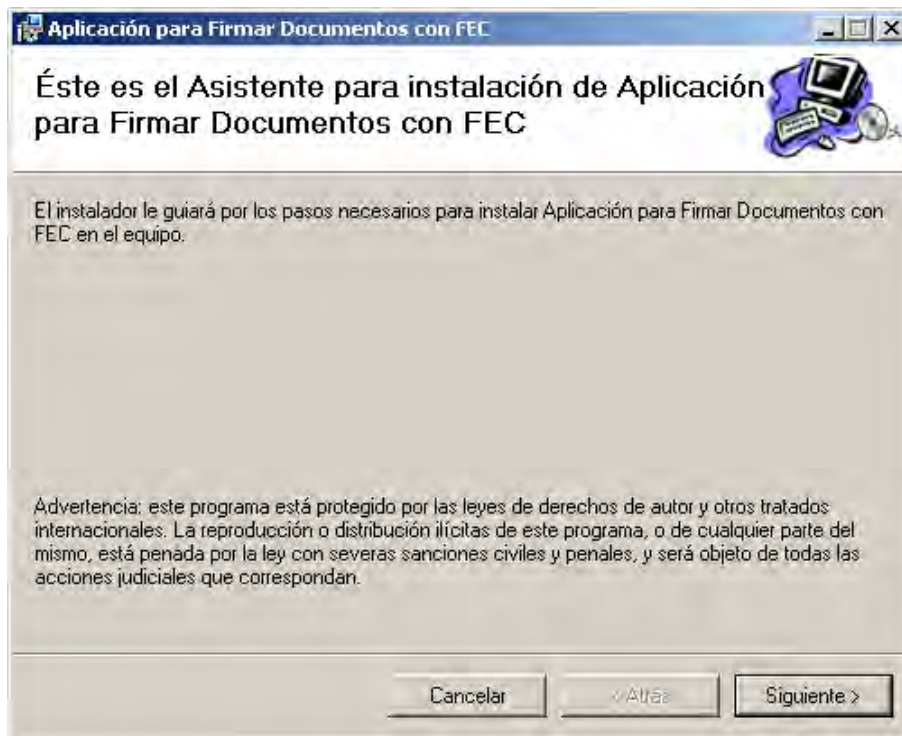 Aplicación para Firmar Documentos con FEC
Éste es el Asistente para instalación de Aplicación
para Firmar Documentos con FEC
El instalador le guiará por los pasos necesarios para instalar Aplicación para Firmar Documentos con
FEC en el equipo.
Advertencia: este programa está protegido por las leyes de derechos de autor y otros tratados
internacionales. La reproducción o distribución ilícitas de este programa, o de cualquier parte del
mismo, está penada por la ley con severas sanciones civiles y penales, y será objeto de todas las
acciones judiciales que correspondan.
Cancelar
< Atrás
Siguiente >